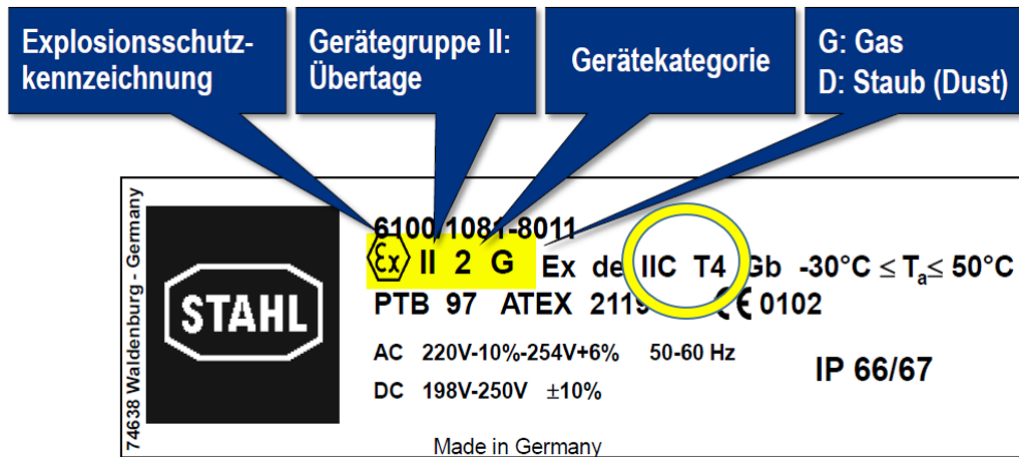 Explosionsschutz-
kennzeichnung
Gerätegruppe II:
Übertage
Gerätekategorie
G: Gas
D: Staub (Dust)
74638 Waldenburg - Germany
STAHL
6100/1081-8011
Ex II 2 G Ex de IIC T4 Gb -30°C ≤ Ta ≤ 50°C
PTB 97 ATEX 2119 CE 0102
AC 220V-10%-254V+6% 50-60 Hz
DC 198V-250V ±10%
IP 66/67
Made in Germany